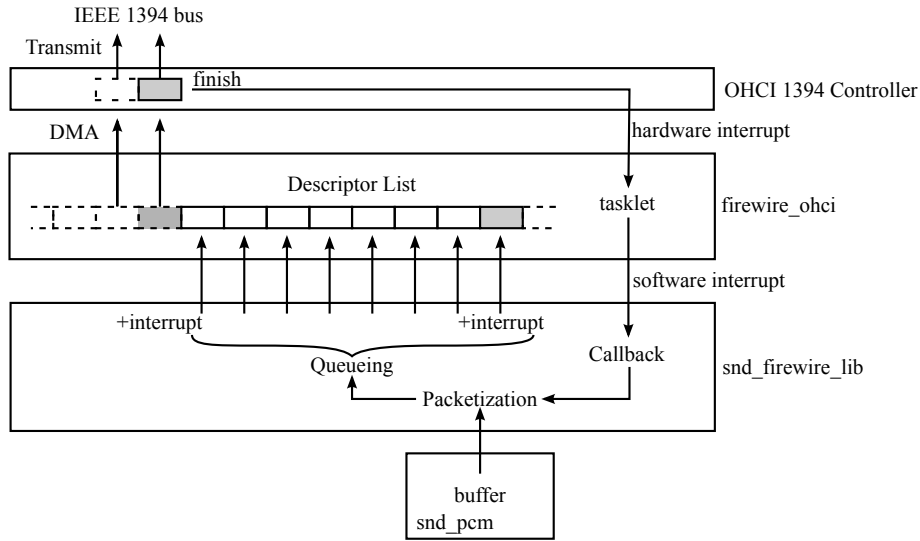 IEEE 1394 bus
Transmit
finish
OHCI 1394 Controller
DMA
hardware interrupt
Descriptor List
tasklet
firewire_ohci
software interrupt
+interrupt
+interrupt
Callback
Queueing
snd_firewire_lib
Packetization
buffer
snd_pcm